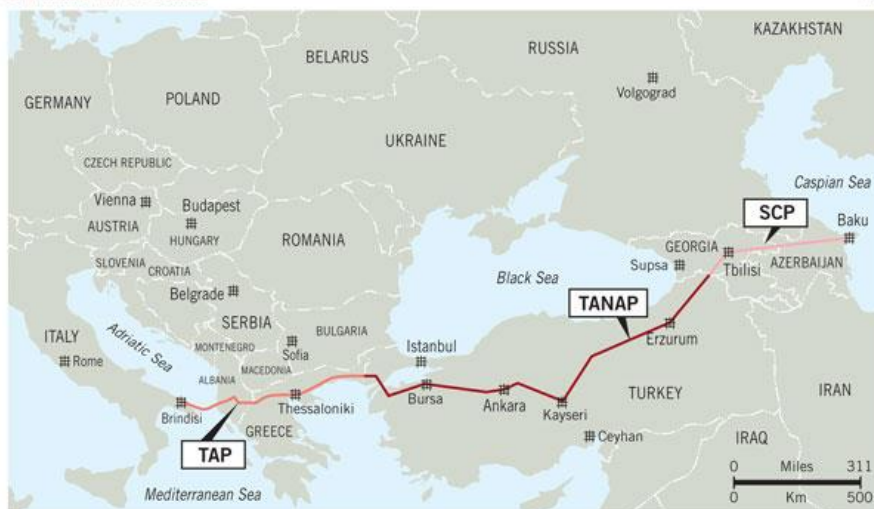 KAZAKHSTAN
RUSSIA
BELARUS
Volgograd
GERMANY
POLAND
UKRAINE
CZECH REPUBLIC
Caspian Sea
Vienna
Budapest
SCP
Baku
AUSTRIA
HUNGARY
ROMANIA
GEORGIA
SLOVENIA
CROATIA
Supsa
Tbilisi
AZERBAIJAN
Black Sea
Belgrade
TANAP
ITALY
Adriatic Sea
SERBIA
BULGARIA
Erzurum
MONTENEGRO
Sofia
Istanbul
Rome
MACEDONIA
ALBANIA
Bursa
Ankara
Kayseri
TURKEY
IRAN
Brindisi
Thessaloniki
GREECE
Ceyhan
IRAQ
TAP
0 Miles 311
0 Km 500
Mediterranean Sea